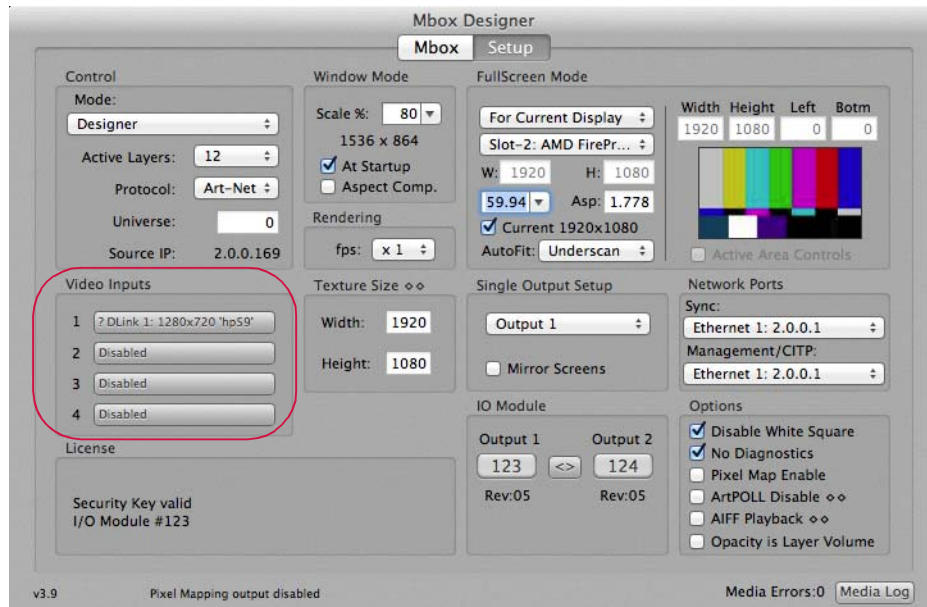 Mbox Designer
Mbox Setup
Control
Mode:
Designer
Active Layers: 12
Protocol: Art-Net
Universe: 0
Source IP: 2.0.0.169
Window Mode
Scale %: 80
1536 x 864
At Startup
Aspect Comp.
Rendering
fps: x 1
FullScreen Mode
For Current Display
Slot-2: AMD FirePr...
W: 1920 H: 1080
59.94 Asp: 1.778
Current 1920x1080
AutoFit: Underscan
Width Height Left Botm
1920 1080 0 0
Active Area Controls
Video Inputs
1 ? DLink 1: 1280x720 'hp59'
2 Disabled
3 Disabled
4 Disabled
Texture Size ⋄⋄
Width: 1920
Height: 1080
Single Output Setup
Output 1
Mirror Screens
Network Ports
Sync:
Ethernet 1: 2.0.0.1
Management/CITP:
Ethernet 1: 2.0.0.1
License
Security Key valid
I/O Module #123
IO Module
Output 1 Output 2
123 <> 124
Rev:05 Rev:05
Options
Disable White Square
No Diagnostics
Pixel Map Enable
ArtPOLL Disable ⋄⋄
AIFF Playback ⋄⋄
Opacity is Layer Volume
v3.9 Pixel Mapping output disabled Media Errors:0 Media Log